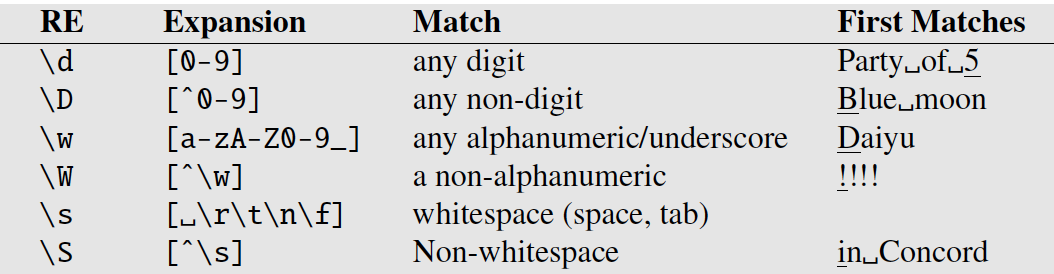 RE Expansion Match First Matches
\d [0-9] any digit Party␣of␣5
\D [ˆ0-9] any non-digit Blue␣moon
\w [a-zA-Z0-9_] any alphanumeric/underscore Daiyu
\W [ˆ\w] a non-alphanumeric !!!!
\s [␣\r\t\n\f] whitespace (space, tab)
\S [ˆ\s] Non-whitespace in␣Concord